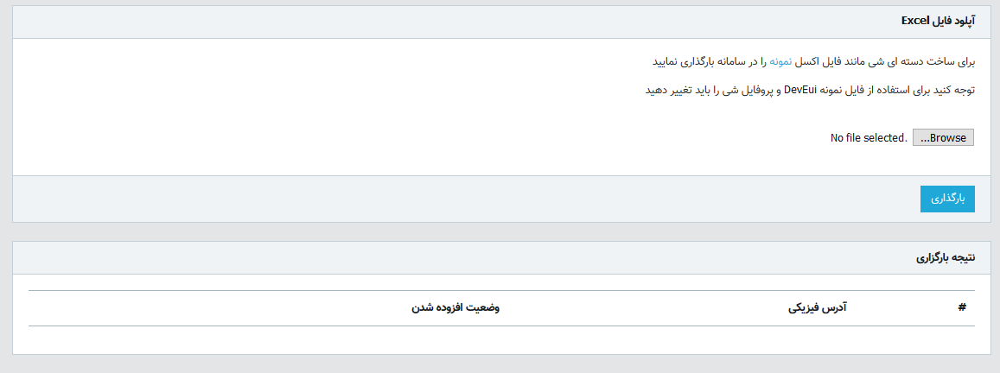 آپلود فایل Excel
برای ساخت دسته ای شی مانند فایل اکسل نمونه را در سامانه بارگذاری نمایید
توجه کنید برای استفاده از فایل نمونه DevEui و پروفایل شی را باید تغییر دهید
Browse... No file selected.
بارگذاری
نتیجه بارگزاری
# آدرس فیزیکی وضعیت افزوده شدن